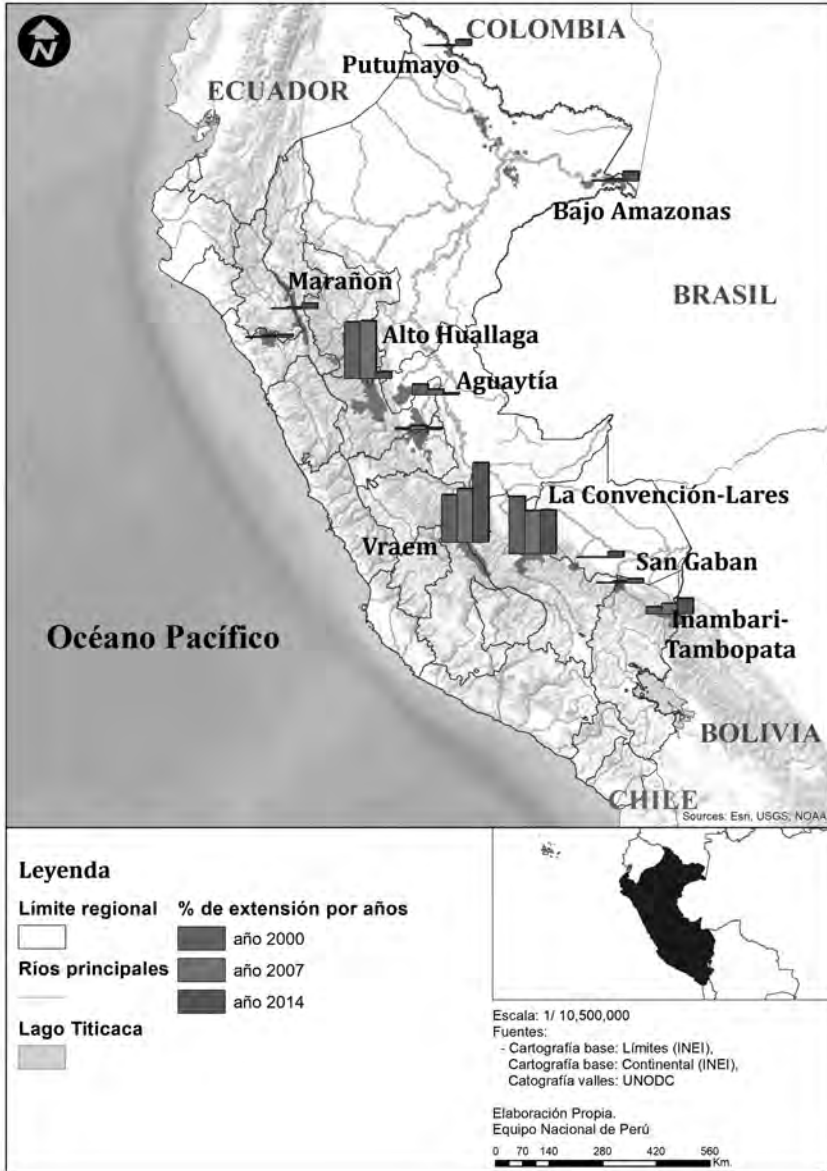 N
COLOMBIA
Putumayo
ECUADOR
Bajo Amazonas
Marañon
BRASIL
Alto Huallaga
Aguaytía
La Convención-Lares
Vraem
San Gaban
Océano Pacífico
Inambari-
Tambopata
BOLIVIA
CHILE
Sources: Esri, USGS, NOAA
Leyenda
Límite regional
% de extensión por años
año 2000
Ríos principales
año 2007
año 2014
Lago Titicaca
Escala: 1/ 10,500,000
Fuentes:
- Cartografía base: Límites (INEI),
Cartografía base: Continental (INEI),
Catografía valles: UNODC
Elaboración Propia.
Equipo Nacional de Perú
0 70 140 280 420 560
Km.